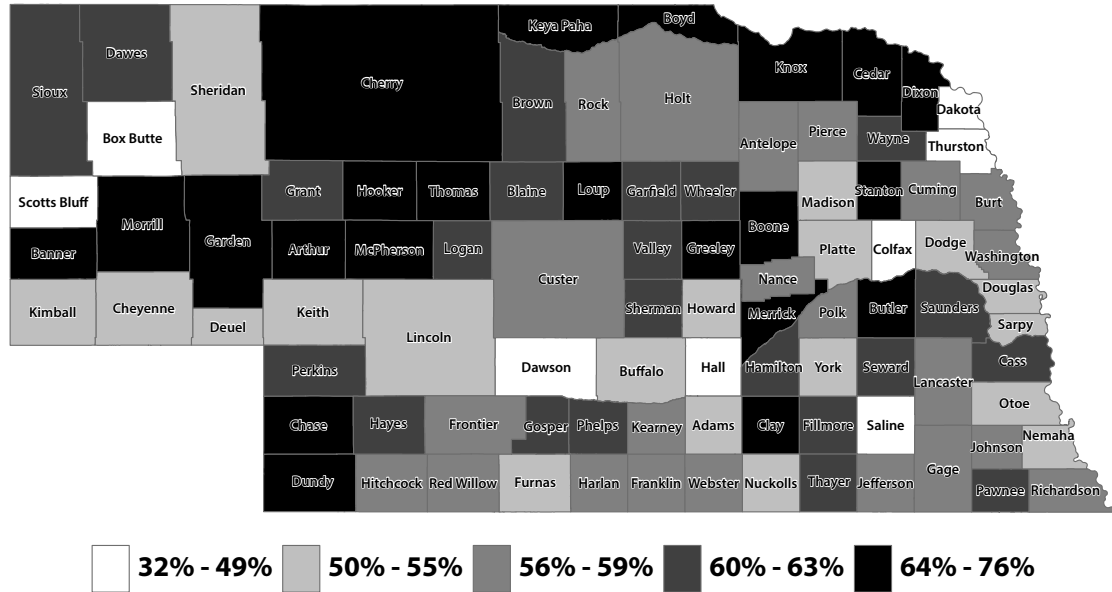 Keya Paha Boyd
Dawes Knox Cedar
Sioux Sheridan Cherry Brown Rock Holt Dixon
Dakota
Box Butte Antelope Pierce Wayne
Thurston
Grant Hooker Thomas Blaine Loup Garfield Wheeler Stanton Cuming
Scotts Bluff Morrill Madison Burt
Garden Boone
Banner Arthur McPherson Logan Valley Greeley Platte Colfax Dodge
Washington
Custer Nance
Kimball Cheyenne Keith Sherman Howard Douglas
Deuel Merrick Polk Butler Saunders
Lincoln Sarpy
Perkins Dawson Buffalo Hall Hamilton York Seward Cass
Lancaster
Otoe
Chase Hayes Frontier Gosper Phelps Kearney Adams Clay Fillmore Saline
Johnson Nemaha
Dundy Hitchcock Red Willow Furnas Harlan Franklin Webster Nuckolls Thayer Jefferson Gage
Pawnee Richardson
32% - 49% 50% - 55% 56% - 59% 60% - 63% 64% - 76%